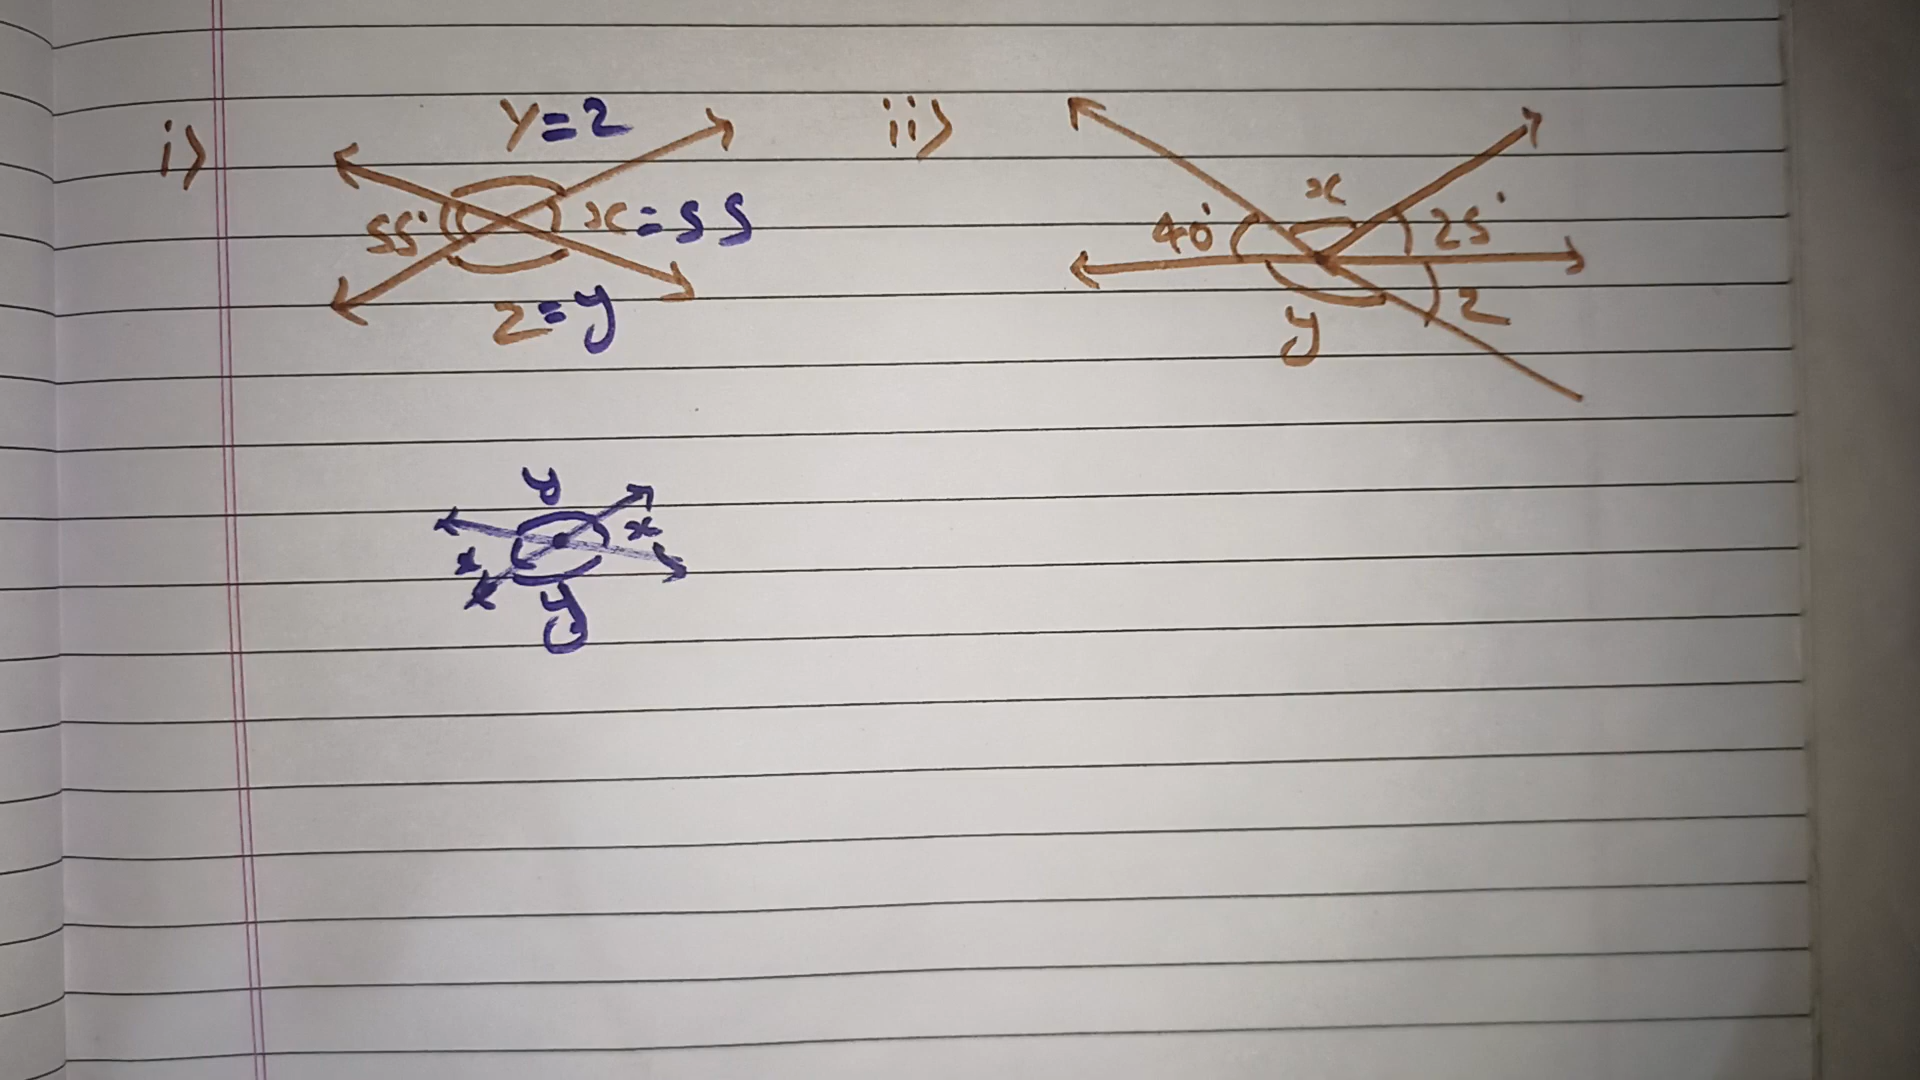 i) y=z ii)
55° x=55 40° x 25°
z=y y z
y
x x
y